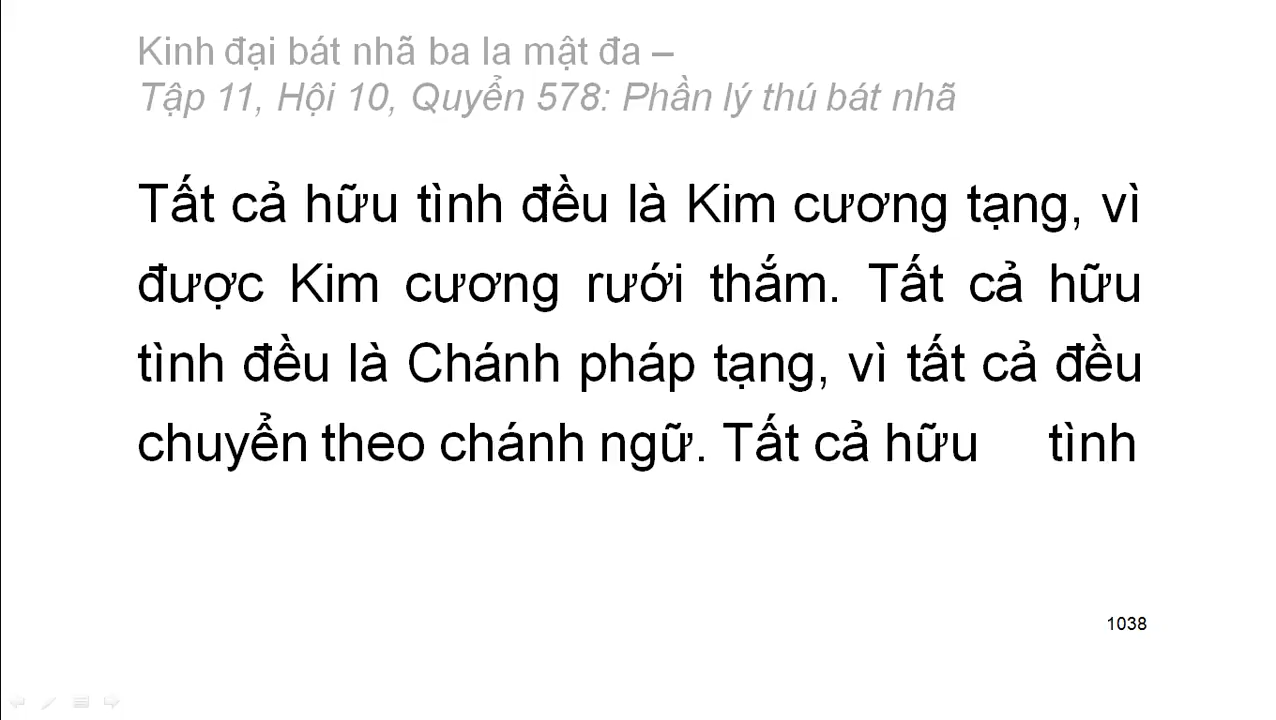 Kinh đại bát nhã ba la mật đa –
Tập 11, Hội 10, Quyển 578: Phần lý thú bát nhã
Tất cả hữu tình đều là Kim cương tạng, vì
được Kim cương rưới thắm. Tất cả hữu
tình đều là Chánh pháp tạng, vì tất cả đều
chuyển theo chánh ngữ. Tất cả hữu tình
1038